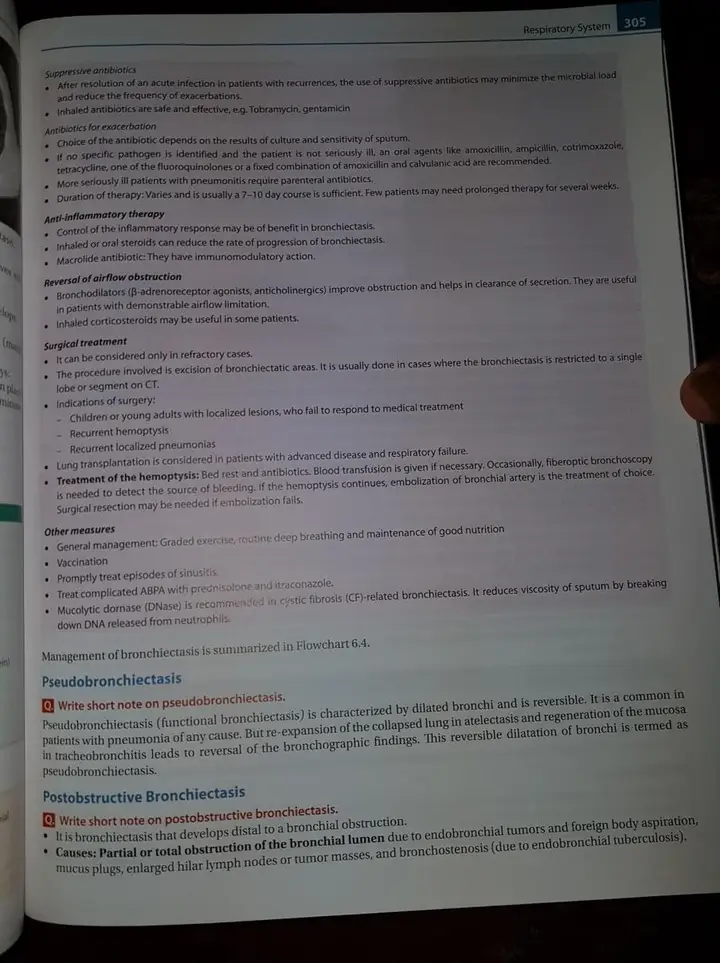 Respiratory System 305
Suppressive antibiotics
• After resolution of an acute infection in patients with recurrences, the use of suppressive antibiotics may minimize the microbial load
and reduce the frequency of exacerbations.
• Inhaled antibiotics are safe and effective, e.g. Tobramycin, gentamicin
Antibiotics for exacerbation
• Choice of the antibiotic depends on the results of culture and sensitivity of sputum.
• If no specific pathogen is identified and the patient is not seriously ill, an oral agents like amoxicillin, ampicillin, cotrimoxazole,
tetracycline, one of the fluoroquinolones or a fixed combination of amoxicillin and calvulanic acid are recommended.
• More seriously ill patients with pneumonitis require parenteral antibiotics.
• Duration of therapy: Varies and is usually a 7–10 day course is sufficient. Few patients may need prolonged therapy for several weeks.
Anti-inflammatory therapy
• Control of the inflammatory response may be of benefit in bronchiectasis.
• Inhaled or oral steroids can reduce the rate of progression of bronchiectasis.
• Macrolide antibiotic: They have immunomodulatory action.
Reversal of airflow obstruction
• Bronchodilators (β-adrenoreceptor agonists, anticholinergics) improve obstruction and helps in clearance of secretion. They are useful
in patients with demonstrable airflow limitation.
• Inhaled corticosteroids may be useful in some patients.
Surgical treatment
• It can be considered only in refractory cases.
• The procedure involved is excision of bronchiectatic areas. It is usually done in cases where the bronchiectasis is restricted to a single
lobe or segment on CT.
• Indications of surgery:
– Children or young adults with localized lesions, who fail to respond to medical treatment
– Recurrent hemoptysis
– Recurrent localized pneumonias
• Lung transplantation is considered in patients with advanced disease and respiratory failure.
• Treatment of the hemoptysis: Bed rest and antibiotics. Blood transfusion is given if necessary. Occasionally, fiberoptic bronchoscopy
is needed to detect the source of bleeding. If the hemoptysis continues, embolization of bronchial artery is the treatment of choice.
Surgical resection may be needed if embolization fails.
Other measures
• General management: Graded exercise, routine deep breathing and maintenance of good nutrition
• Vaccination
• Promptly treat episodes of sinusitis.
• Treat complicated ABPA with prednisolone and itraconazole.
• Mucolytic dornase (DNase) is recommended in cystic fibrosis (CF)-related bronchiectasis. It reduces viscosity of sputum by breaking
down DNA released from neutrophils.
Management of bronchiectasis is summarized in Flowchart 6.4.
Pseudobronchiectasis
Q. Write short note on pseudobronchiectasis.
Pseudobronchiectasis (functional bronchiectasis) is characterized by dilated bronchi and is reversible. It is a common in
patients with pneumonia of any cause. But re-expansion of the collapsed lung in atelectasis and regeneration of the mucosa
in tracheobronchitis leads to reversal of the bronchographic findings. This reversible dilatation of bronchi is termed as
pseudobronchiectasis.
Postobstructive Bronchiectasis
Q. Write short note on postobstructive bronchiectasis.
• It is bronchiectasis that develops distal to a bronchial obstruction.
• Causes: Partial or total obstruction of the bronchial lumen due to endobronchial tumors and foreign body aspiration,
mucus plugs, enlarged hilar lymph nodes or tumor masses, and bronchostenosis (due to endobronchial tuberculosis).